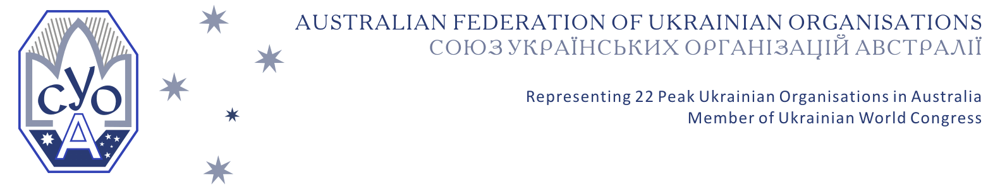 СУОА
AUSTRALIAN FEDERATION OF UKRAINIAN ORGANISATIONS
СОЮЗ УКРАЇНСЬКИХ ОРГАНІЗАЦІЙ АВСТРАЛІЇ
Representing 22 Peak Ukrainian Organisations in Australia
Member of Ukrainian World Congress